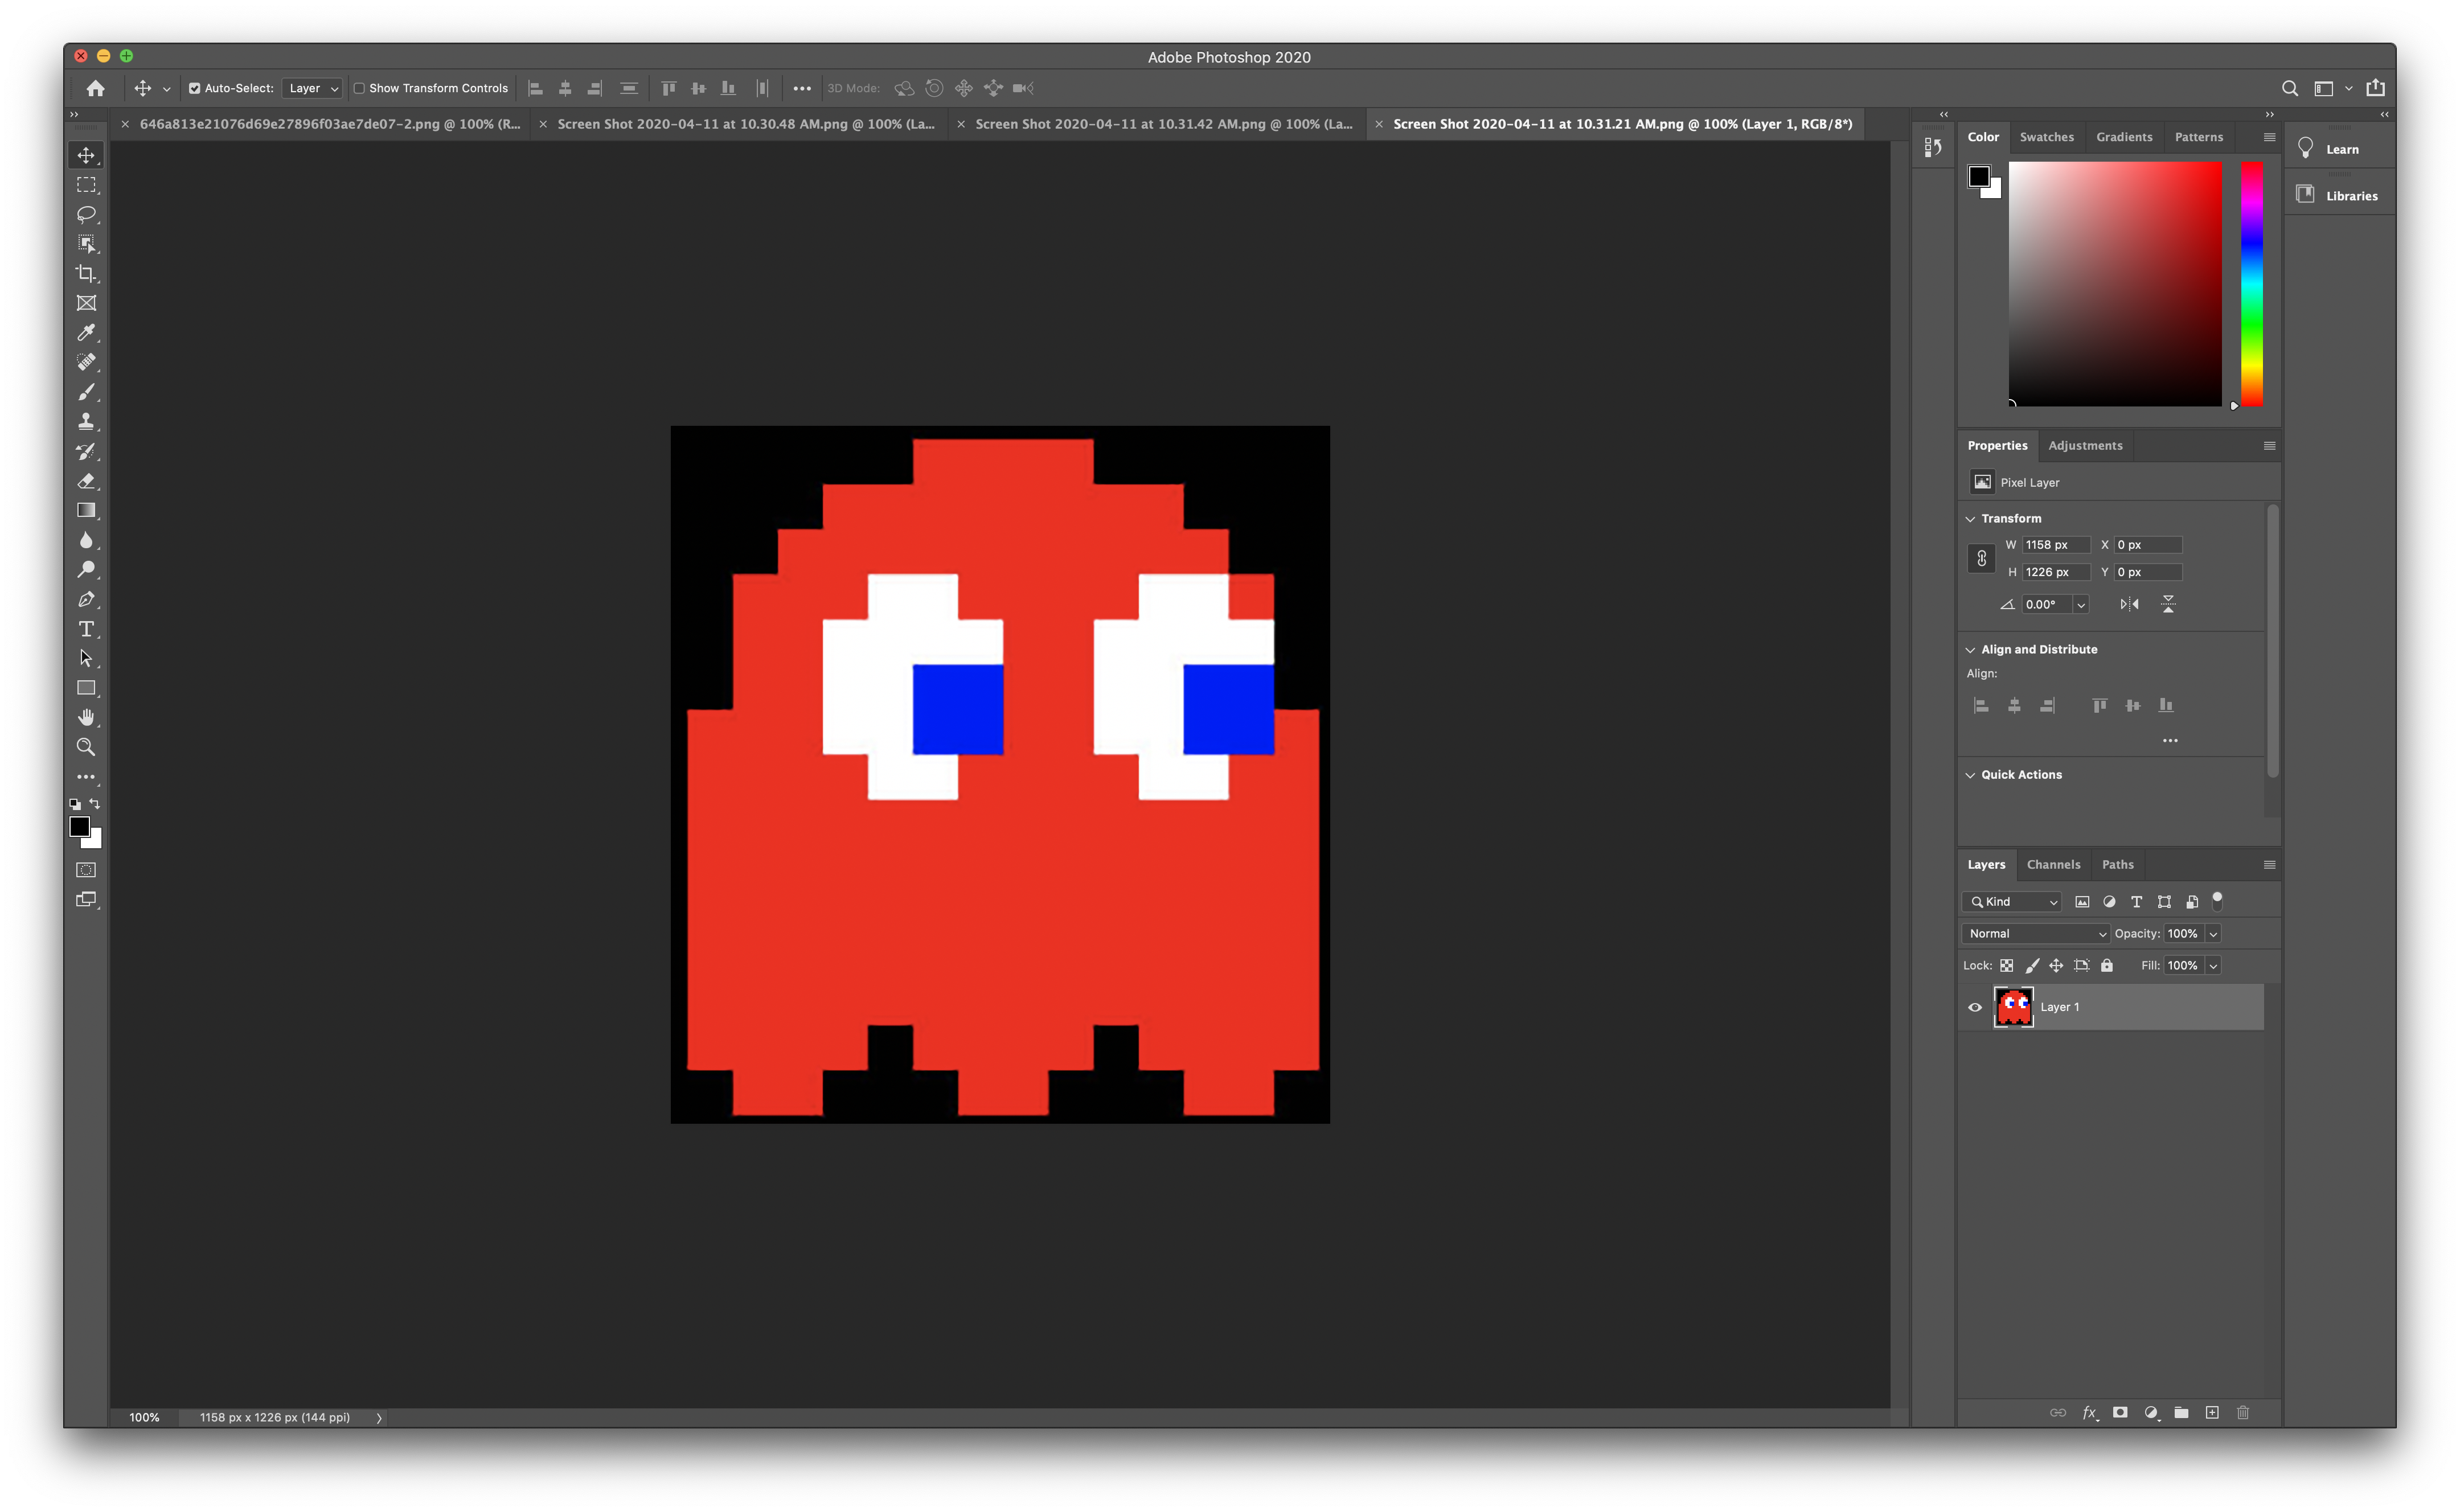 Adobe Photoshop 2020
Auto-Select: Layer Show Transform Controls 3D Mode:
646a813e21076d69e27896f03ae7de07-2.png @ 100% (R... Screen Shot 2020-04-11 at 10.30.48 AM.png @ 100% (La... Screen Shot 2020-04-11 at 10.31.42 AM.png @ 100% (La... Screen Shot 2020-04-11 at 10.31.21 AM.png @ 100% (Layer 1, RGB/8*)
Color Swatches Gradients Patterns
Learn
Libraries
Properties Adjustments
Pixel Layer
Transform
W 1158 px X 0 px
H 1226 px Y 0 px
0.00°
Align and Distribute
Align:
Quick Actions
Layers Channels Paths
Kind
Normal Opacity: 100%
Lock: Fill: 100%
Layer 1
fx
100% 1158 px x 1226 px (144 ppi)